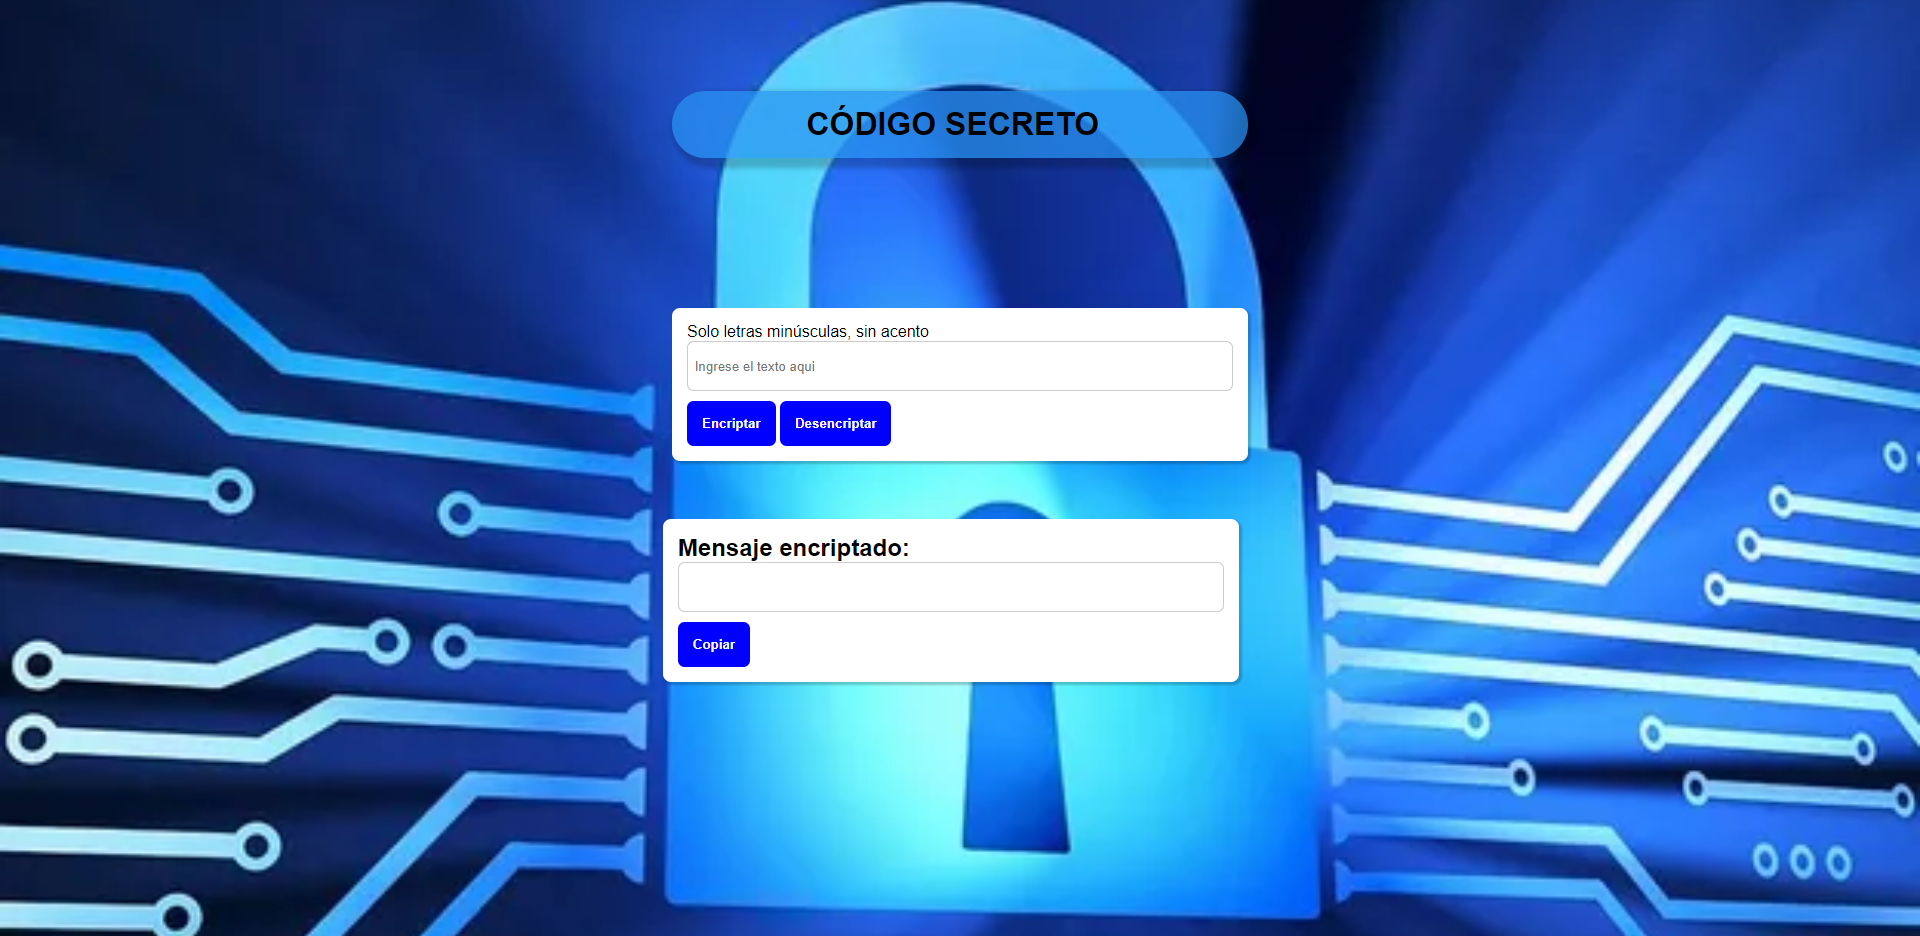 CÓDIGO SECRETO
Solo letras minúsculas, sin acento
Ingrese el texto aqui
Encriptar Desencriptar
Mensaje encriptado:
Copiar